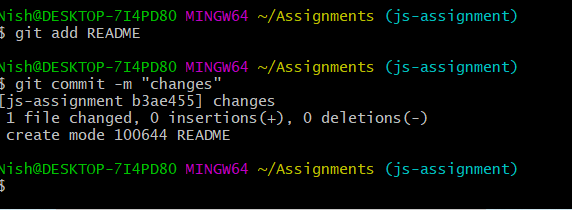 Nish@DESKTOP-7I4PD80 MINGW64 ~/Assignments (js-assignment)
$ git add README
Nish@DESKTOP-7I4PD80 MINGW64 ~/Assignments (js-assignment)
$ git commit -m "changes"
[js-assignment b3ae455] changes
1 file changed, 0 insertions(+), 0 deletions(-)
create mode 100644 README
Nish@DESKTOP-7I4PD80 MINGW64 ~/Assignments (js-assignment)
$